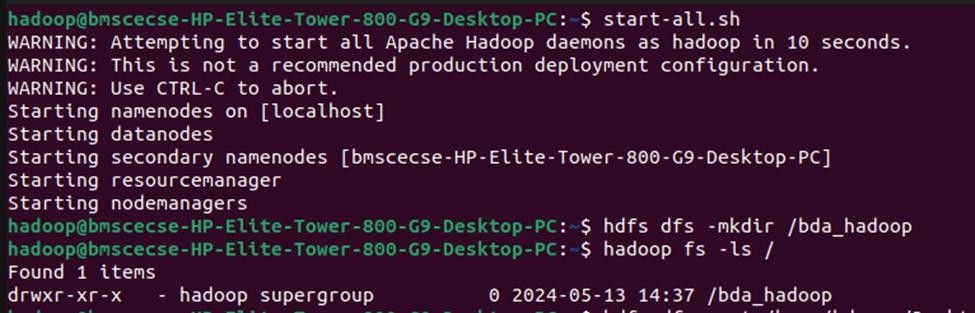 hadoop@bmscecse-HP-Elite-Tower-800-G9-Desktop-PC:~$ start-all.sh
WARNING: Attempting to start all Apache Hadoop daemons as hadoop in 10 seconds.
WARNING: This is not a recommended production deployment configuration.
WARNING: Use CTRL-C to abort.
Starting namenodes on [localhost]
Starting datanodes
Starting secondary namenodes [bmscecse-HP-Elite-Tower-800-G9-Desktop-PC]
Starting resourcemanager
Starting nodemanagers
hadoop@bmscecse-HP-Elite-Tower-800-G9-Desktop-PC:~$ hdfs dfs -mkdir /bda_hadoop
hadoop@bmscecse-HP-Elite-Tower-800-G9-Desktop-PC:~$ hadoop fs -ls /
Found 1 items
drwxr-xr-x   - hadoop supergroup          0 2024-05-13 14:37 /bda_hadoop